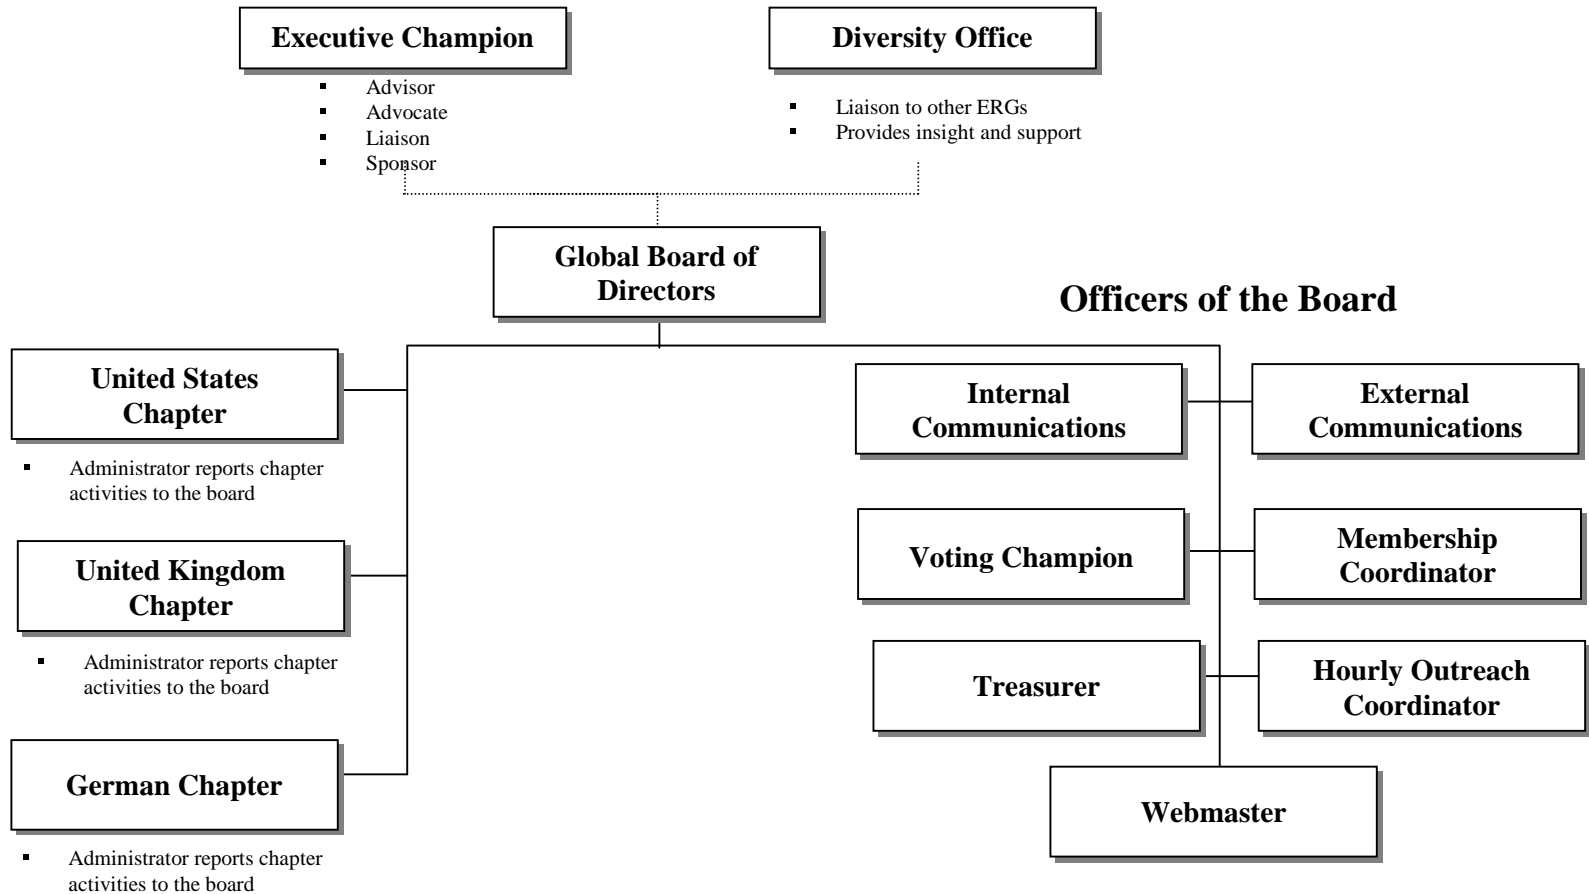 Executive Champion
▪ Advisor
▪ Advocate
▪ Liaison
▪ Sponsor
Diversity Office
▪ Liaison to other ERGs
▪ Provides insight and support
Global Board of
Directors
United States
Chapter
▪ Administrator reports chapter
activities to the board
United Kingdom
Chapter
▪ Administrator reports chapter
activities to the board
German Chapter
▪ Administrator reports chapter
activities to the board
Officers of the Board
Internal
Communications
External
Communications
Voting Champion
Membership
Coordinator
Treasurer
Hourly Outreach
Coordinator
Webmaster